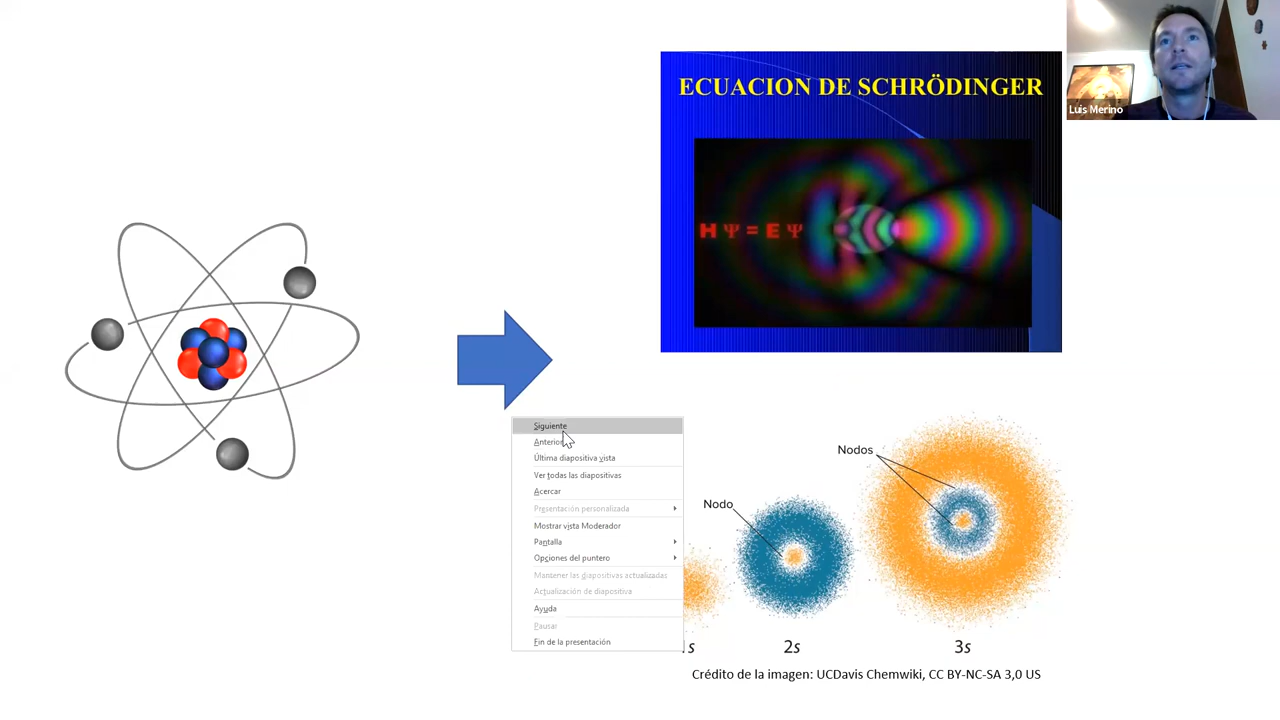 ECUACION DE SCHRÖDINGER
Luis Merino
H Ψ = E Ψ
Siguiente
Anterior
Última diapositiva vista
Ver todas las diapositivas
Acercar
Presentación personalizada
Mostrar vista Moderador
Pantalla
Opciones del puntero
Mantener las diapositivas actualizadas
Actualización de diapositiva
Ayuda
Pausar
Fin de la presentación
Nodos
Nodo
s
2s
3s
Crédito de la imagen: UCDavis Chemwiki, CC BY-NC-SA 3,0 US